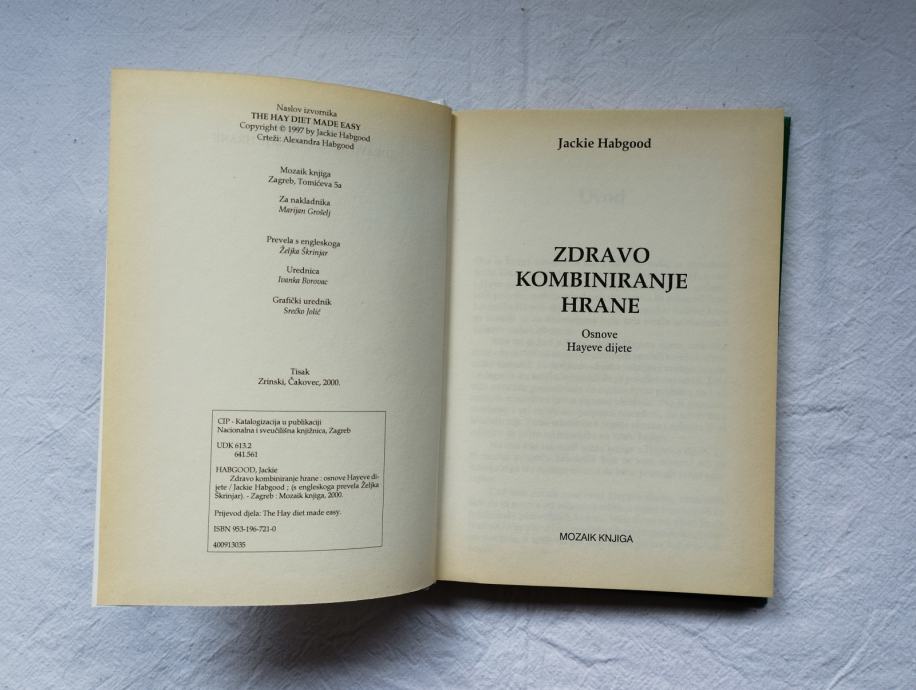 Naslov izvornika
THE HAY DIET MADE EASY
Copyright © 1997 by Jackie Habgood
Crteži: Alexandra Habgood
Mozaik knjiga
Zagreb, Tomićeva 5a
Za nakladnika
Marijan Grošelj
Prevela s engleskoga
Željka Škrinjar
Urednica
Ivanka Borovac
Grafički urednik
Srećko Jolić
Tisak
Zrinski, Čakovec, 2000.
CIP - Katalogizacija u publikaciji
Nacionalna i sveučilišna knjižnica, Zagreb
UDK 613.2
641.561
HABGOOD, Jackie
Zdravo kombiniranje hrane : osnove Hayeve di-
jete / Jackie Habgood ; (s engleskoga prevela Željka
Škrinjar). - Zagreb : Mozaik knjiga, 2000.
Prijevod djela: The Hay diet made easy.
ISBN 953-196-721-0
400913035
Jackie Habgood
ZDRAVO
KOMBINIRANJE
HRANE
Osnove
Hayeve dijete
MOZAIK KNJIGA
Uvod